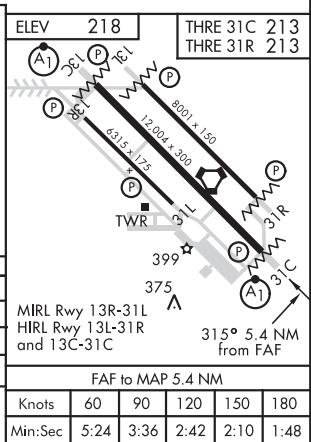 ELEV 218
THRE 31C 213
THRE 31R 213
A1
P
13C
13L
P
P
13R
8001 x 150
12,004 x 300
6315 x 175
P
P
TWR
31L
31R
P
399
31C
A1
375
MIRL Rwy 13R-31L
HIRL Rwy 13L-31R
and 13C-31C
315° 5.4 NM
from FAF
FAF to MAP 5.4 NM
Knots 60 90 120 150 180
Min:Sec 5:24 3:36 2:42 2:10 1:48